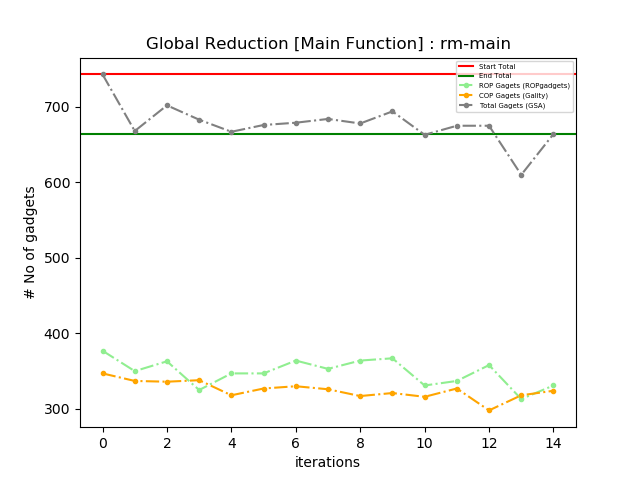 Global Reduction [Main Function] : rm-main
Start Total
End Total
ROP Gagets (ROPgadgets)
COP Gagets (Gality)
Total Gagets (GSA)
700
600
500
400
300
# No of gadgets
0 2 4 6 8 10 12 14
iterations